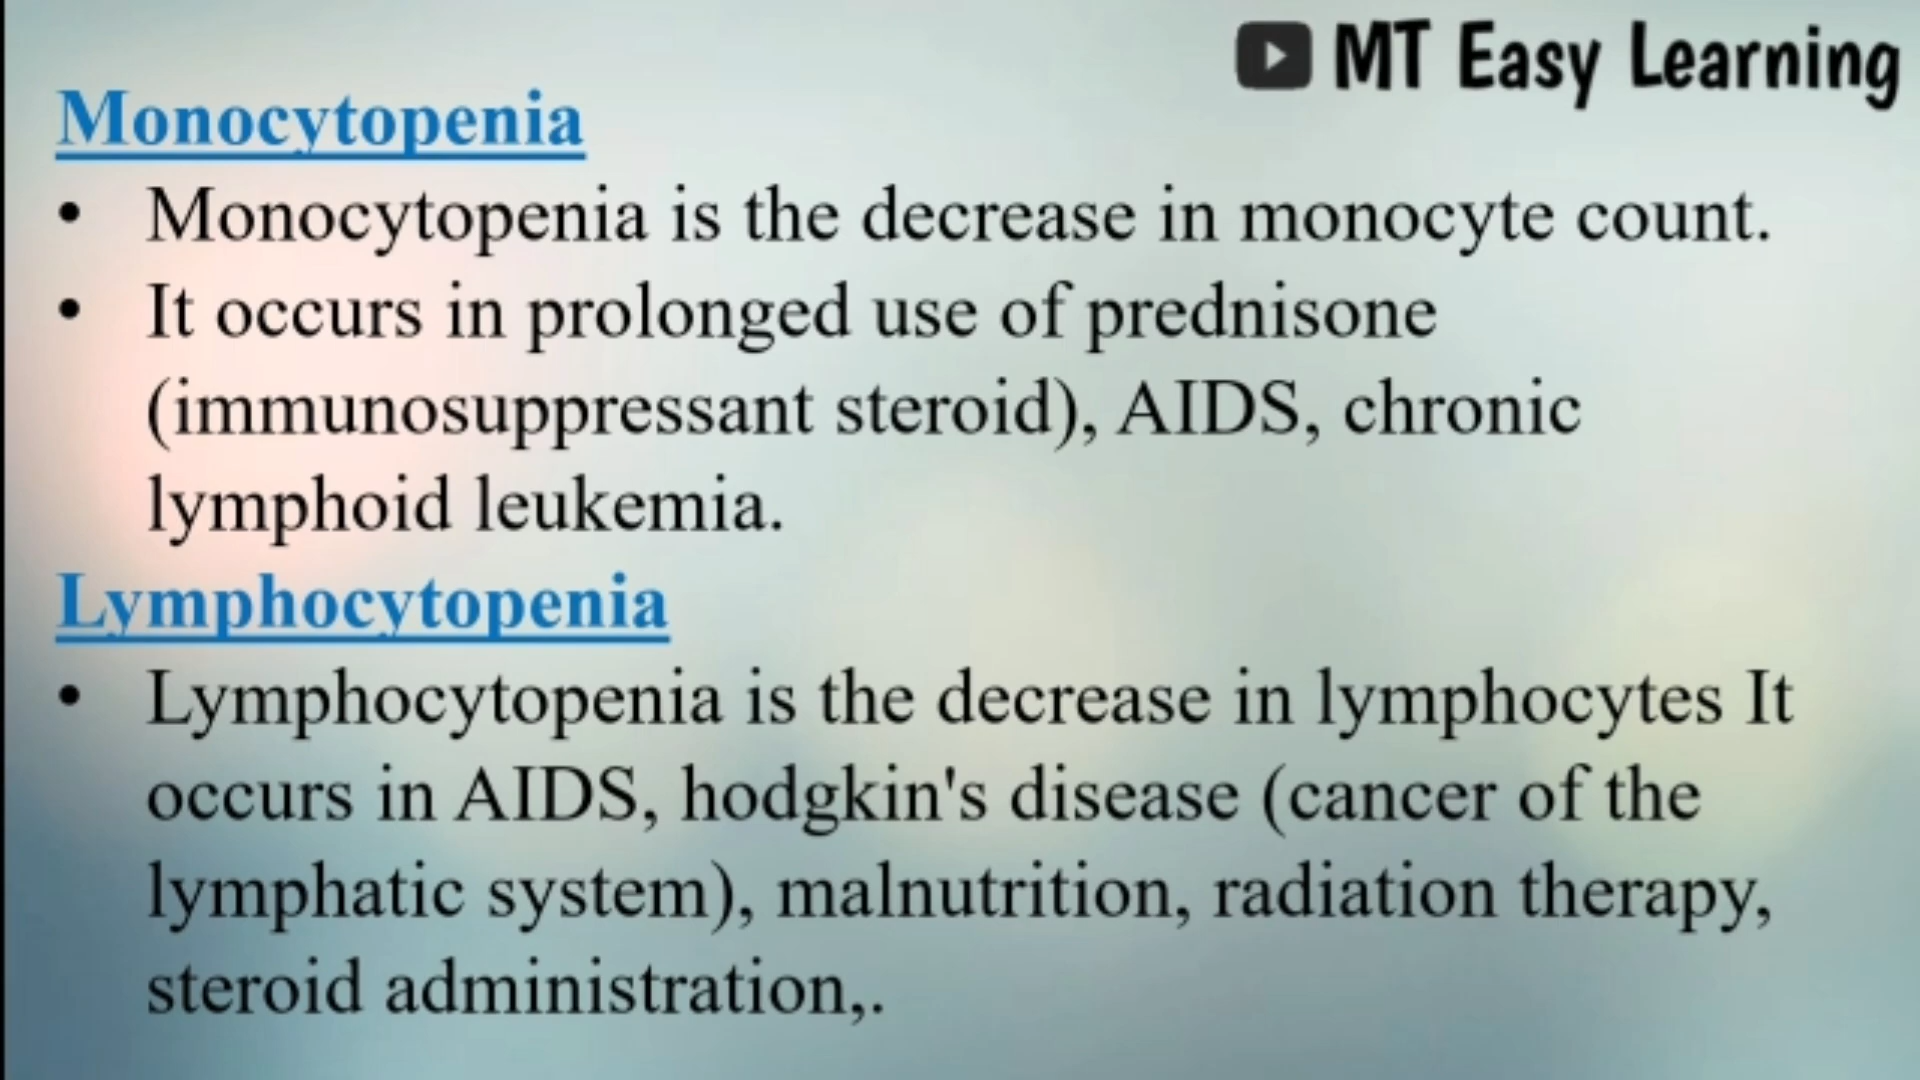 MT Easy Learning
Monocytopenia
• Monocytopenia is the decrease in monocyte count.
• It occurs in prolonged use of prednisone
(immunosuppressant steroid), AIDS, chronic
lymphoid leukemia.
Lymphocytopenia
• Lymphocytopenia is the decrease in lymphocytes It
occurs in AIDS, hodgkin's disease (cancer of the
lymphatic system), malnutrition, radiation therapy,
steroid administration,.